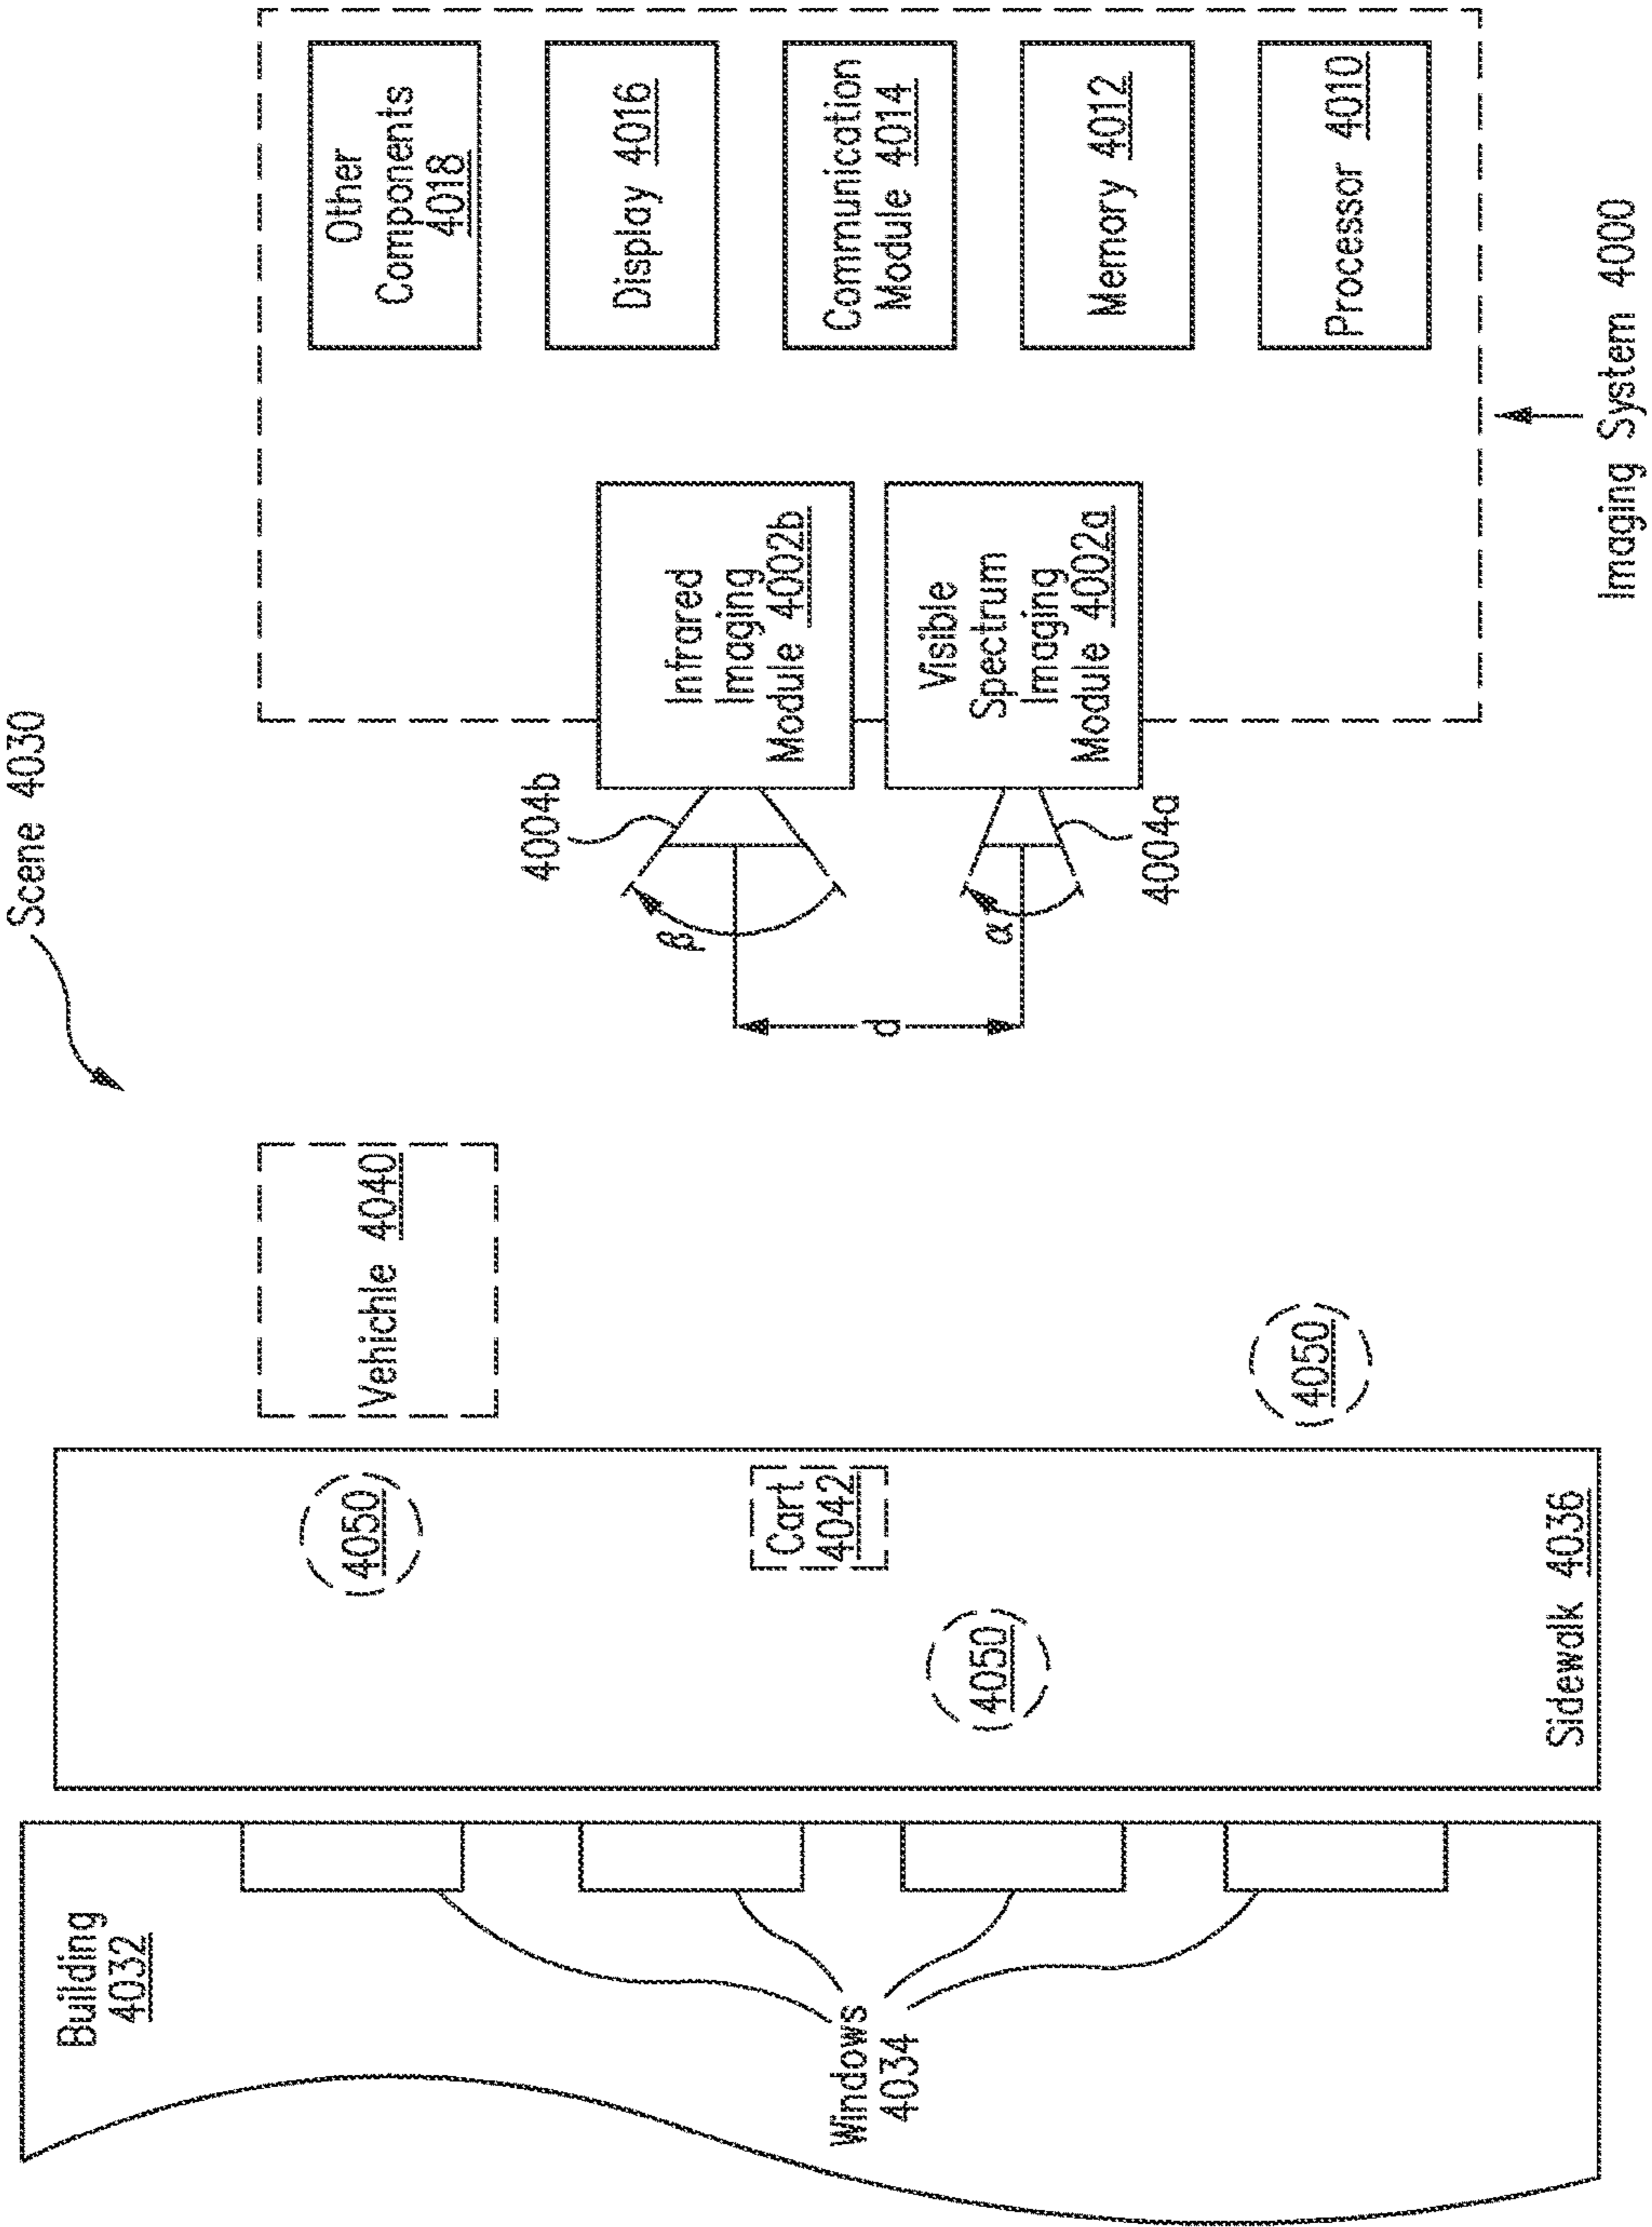 Building
4032
Windows
4034
Sidewalk 4036
4050
Cart
4042
4050
4050
Vehichle 4040
Scene 4030
d
β
α
4004b
4004a
Infrared
Imaging
Module 4002b
Visible
Spectrum
Imaging
Module 4002a
Other
Components
4018
Display 4016
Communication
Module 4014
Memory 4012
Processor 4010
Imaging System 4000